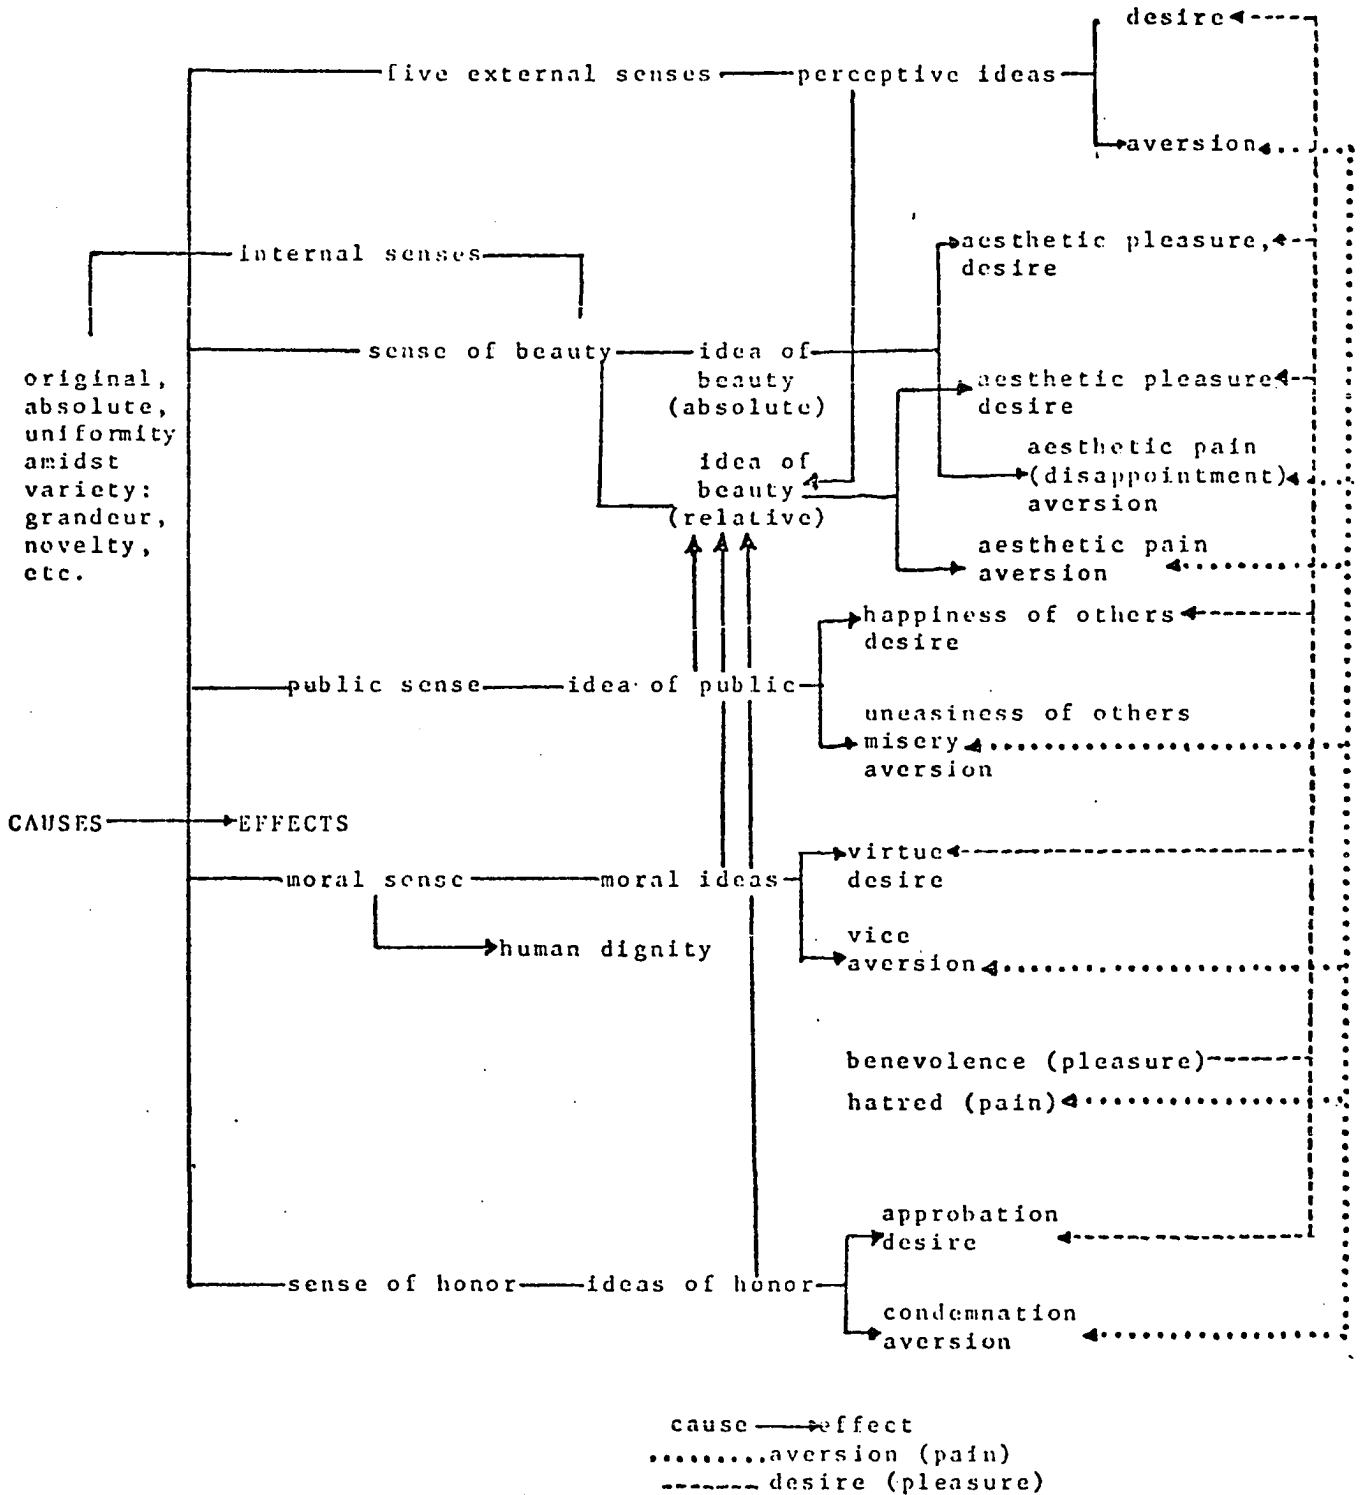 desire
five external senses perceptive ideas
aversion
internal senses
aesthetic pleasure,
desire
sense of beauty idea of
beauty
(absolute)
original,
absolute,
uniformity
amidst
variety:
grandeur,
novelty,
etc.
aesthetic pleasure
desire
aesthetic pain
(disappointment)
aversion
idea of
beauty
(relative)
aesthetic pain
aversion
happiness of others
desire
public sense idea of public
uneasiness of others
misery
aversion
CAUSES EFFECTS
virtue
desire
moral sense moral ideas
human dignity
vice
aversion
benevolence (pleasure)
hatred (pain)
approbation
desire
sense of honor ideas of honor
condemnation
aversion
cause effect
aversion (pain)
desire (pleasure)